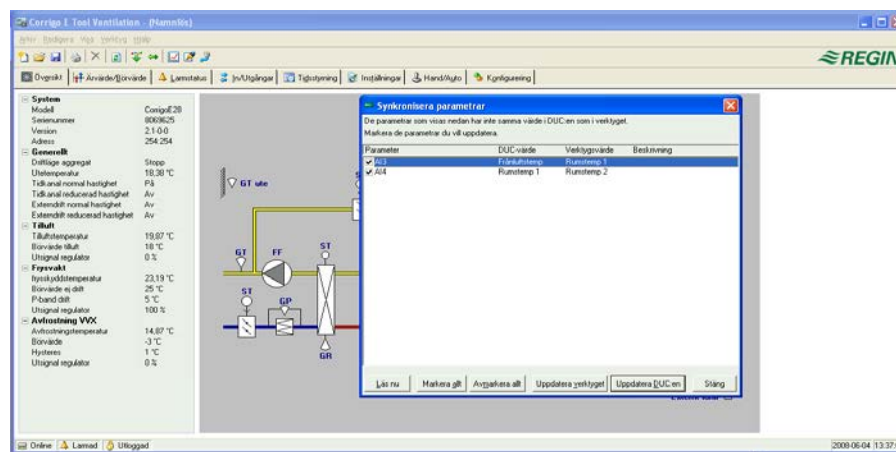 Corrigo E Tool Ventilation - (Namnlös)
Arkiv Redigera Visa Verktyg Hjälp
REGIN
Översikt
Ärvärde/Börvärde
Larmstatus
In/Utgångar
Tidsstyrning
Inställningar
Hand/Auto
Konfigurering
System
Modell CorrigoE28
Serienummer 8069625
Version 2.1-0-0
Adress 254:254
Generellt
Driftläge aggregat Stopp
Utetemperatur 18,38 °C
Tidkanal normal hastighet På
Tidkanal reducerad hastighet Av
Externdrift normal hastighet Av
Externdrift reducerad hastighet Av
Tilluft
Tilluftstemperatur 19,87 °C
Börvärde tilluft 18 °C
Utsignal regulator 0 %
Frysvakt
frysskyddstemperatur 23,19 °C
Börvärde ej drift 25 °C
P-band drift 5 °C
Utsignal regulator 100 %
Avfrostning VVX
Avfrostningstemperatur 14,87 °C
Börvärde -3 °C
Hysteres 1 °C
Utsignal regulator 0 %
GT ute
GT
FF
ST
ST
GP
GR
Synkronisera parametrar
De parametrar som visas nedan har inte samma värde i DUC:en som i verktyget.
Markera de parametrar du vill uppdatera.
Parameter DUC-värde Verktygsvärde Beskrivning
AI3 Frånluftstemp Rumstemp 1
AI4 Rumstemp 1 Rumstemp 2
Läs nu
Markera allt
Avmarkera allt
Uppdatera verktyget
Uppdatera DUC:en
Stäng
Online
Larmad
Utloggad
2008-06-04 13:37: